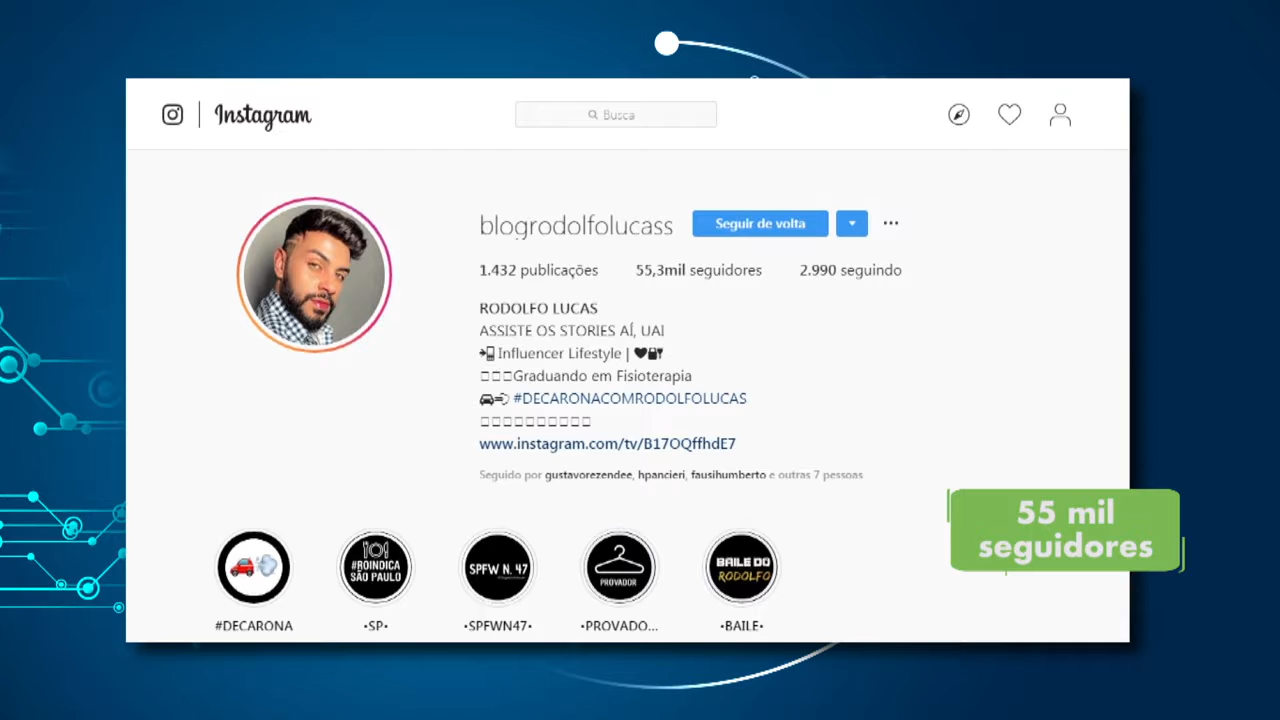 Instagram
Busca
blogrodolfolucass
Seguir de volta
1.432 publicações 55,3mil seguidores 2.990 seguindo
RODOLFO LUCAS
ASSISTE OS STORIES AÍ, UAI
Influencer Lifestyle |
Graduando em Fisioterapia
#DECARONACOMRODOLFOLUCAS
www.instagram.com/tv/B17OQffhdE7
Seguido por gustavorezendee, hpancieri, fausihumberto e outras 7 pessoas
55 mil
seguidores
#ROINDICA
SÃO PAULO
SPFW N. 47
PROVADOR
BAILE DO
RODOLFO
#DECARONA
•SP•
•SPFWN47•
•PROVADO...
•BAILE•